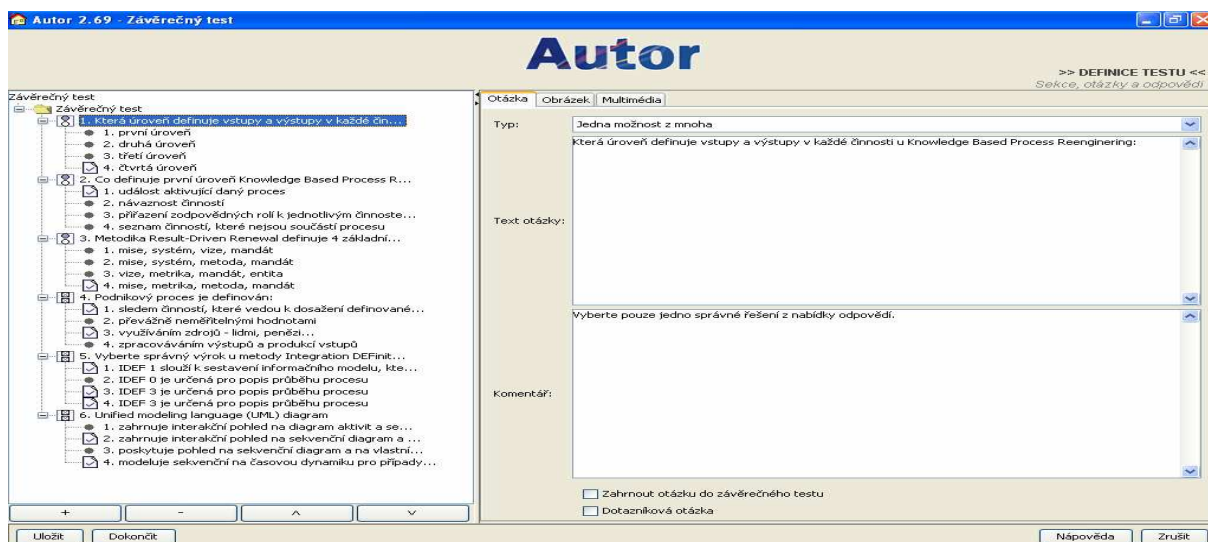 Autor 2.69 - Závěrečný test
Autor
>> DEFINICE TESTU <<
Sekce, otázky a odpovědi
Závěrečný test
Závěrečný test
1. Která úroveň definuje vstupy a výstupy v každé čin...
1. první úroveň
2. druhá úroveň
3. třetí úroveň
4. čtvrtá úroveň
2. Co definuje první úroveň Knowledge Based Process R...
1. událost aktivující daný proces
2. návaznost činností
3. přiřazení zodpovědných rolí k jednotlivým činnoste...
4. seznam činností, které nejsou součástí procesu
3. Metodika Result-Driven Renewal definuje 4 základní...
1. mise, systém, vize, mandát
2. mise, systém, metoda, mandát
3. vize, metrika, mandát, entita
4. mise, metrika, metoda, mandát
4. Podnikový proces je definován:
1. sledem činností, které vedou k dosažení definované...
2. převážně neměřitelnými hodnotami
3. využíváním zdrojů - lidmi, penězi...
4. zpracováváním výstupů a produkcí vstupů
5. Vyberte správný výrok u metody Integration DEFinit...
1. IDEF 1 slouží k sestavení informačního modelu, kte...
2. IDEF 0 je určená pro popis průběhu procesu
3. IDEF 3 je určená pro popis průběhu procesu
4. IDEF 3 je určená pro popis průběhu procesu
6. Unified modeling language (UML) diagram
1. zahrnuje interakční pohled na diagram aktivit a se...
2. zahrnuje interakční pohled na sekvenční diagram a ...
3. poskytuje pohled na sekvenční diagram a na vlastní...
4. modeluje sekvenční na časovou dynamiku pro případy...
+ - ^ v
Uložit Dokončit
Otázka Obrázek Multimédia
Typ: Jedna možnost z mnoha
Text otázky: Která úroveň definuje vstupy a výstupy v každé činnosti u Knowledge Based Process Reenginering:
Komentář: Vyberte pouze jedno správné řešení z nabídky odpovědí.
Zahrnout otázku do závěrečného testu
Dotazníková otázka
Nápověda Zrušit